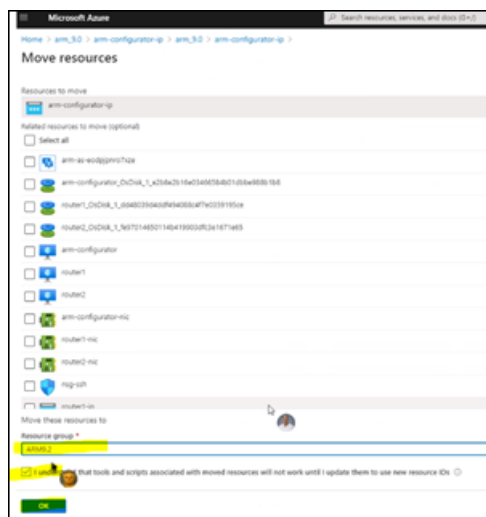 Microsoft Azure
Search resources, services, and docs (G+/)
Home > arm_9.0 > arm-configurator-ip > arm_9.0 > arm-configurator-ip >
Move resources
Resources to move
arm-configurator-ip
Related resources to move (optional)
Select all
arm-configurator
router1
router2
arm-configurator-nic
router1-nic
router2-nic
nsg-ssh
router1-ip
Move these resources to
Resource group *
ARM9.2
that tools and scripts associated with moved resources will not work until I update them to use new resource IDs
OK